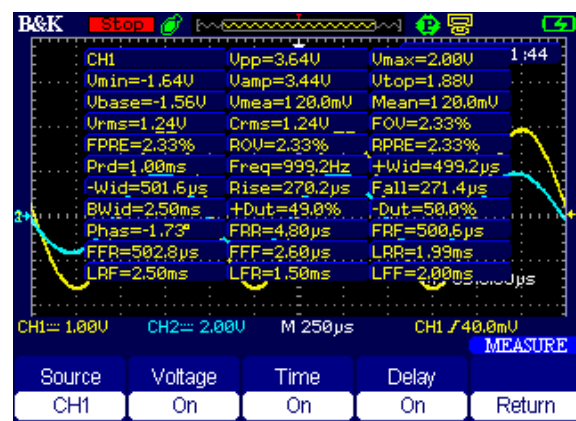 B&K Stop P
CH1 Vpp=3.64V Vmax=2.00V 1:44
Vmin=-1.64V Vamp=3.44V Vtop=1.88V
Vbase=-1.56V Vmea=120.0mV Mean=120.0mV
Vrms=1.24V Crms=1.24V FOV=2.33%
FPRE=2.33% ROV=2.33% RPRE=2.33%
Prd=1.00ms Freq=999.2Hz +Wid=499.2µs
-Wid=501.6µs Rise=270.2µs Fall=271.4µs
BWid=2.50ms +Dut=49.0% -Dut=50.0%
Phas=-1.73° FRR=4.80µs FRF=500.6µs
FFR=502.8µs FFF=2.60µs LRR=1.99ms
LRF=2.50ms LFR=1.50ms LFF=2.00ms
CH1 1.00V CH2 2.00V M 250µs CH1 40.0mV
MEASURE
Source Voltage Time Delay
CH1 On On On Return